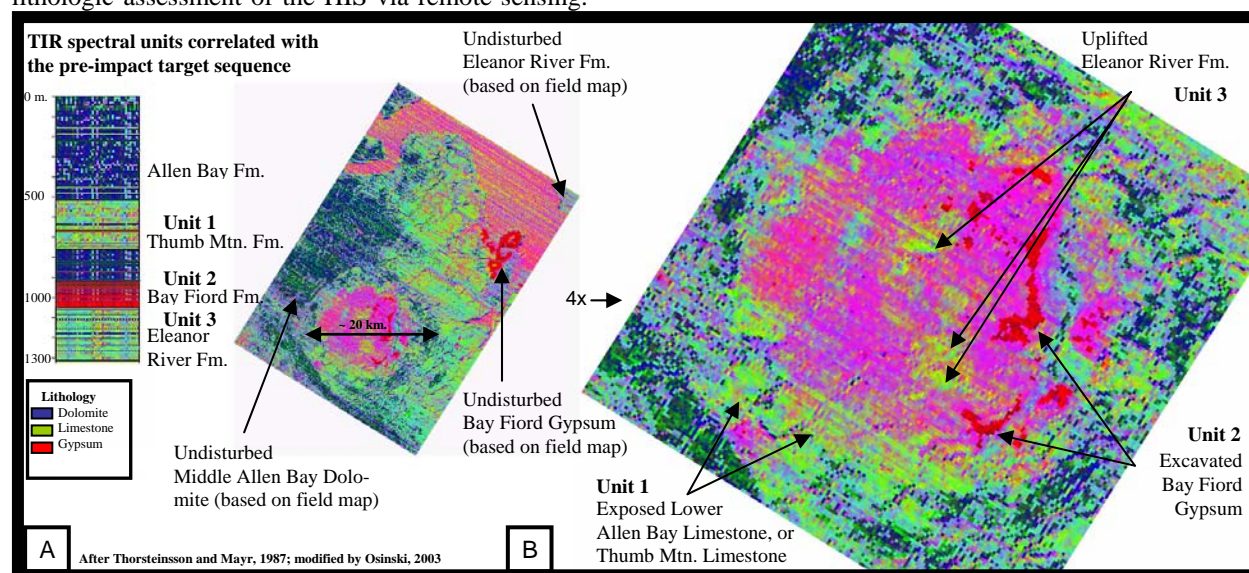 lithologic assessment of the HIS via remote sensing.
TIR spectral units correlated with
the pre-impact target sequence
0 m.
500
1000
1300
Allen Bay Fm.
Unit 1
Thumb Mtn. Fm.
Unit 2
Bay Fiord Fm.
Unit 3
Eleanor
River Fm.
Lithology
Dolomite
Limestone
Gypsum
Undisturbed
Eleanor River Fm.
(based on field map)
~ 20 km.
Undisturbed
Bay Fiord Gypsum
(based on field map)
Undisturbed
Middle Allen Bay Dolo-
mite (based on field map)
A
After Thorsteinsson and Mayr, 1987; modified by Osinski, 2003
4x
Uplifted
Eleanor River Fm.
Unit 3
Unit 1
Exposed Lower
Allen Bay Limestone, or
Thumb Mtn. Limestone
Unit 2
Excavated
Bay Fiord
Gypsum
B